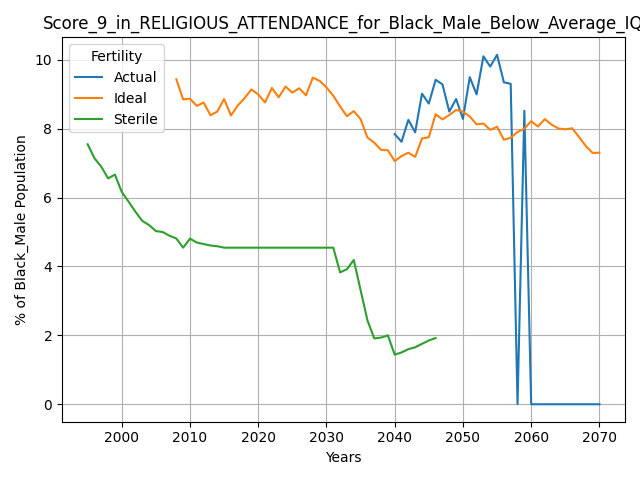 Score_9_in_RELIGIOUS_ATTENDANCE_for_Black_Male_Below_Average_IQ
Fertility
Actual
Ideal
Sterile
% of Black_Male Population
10
8
6
4
2
0
2000 2010 2020 2030 2040 2050 2060 2070
Years